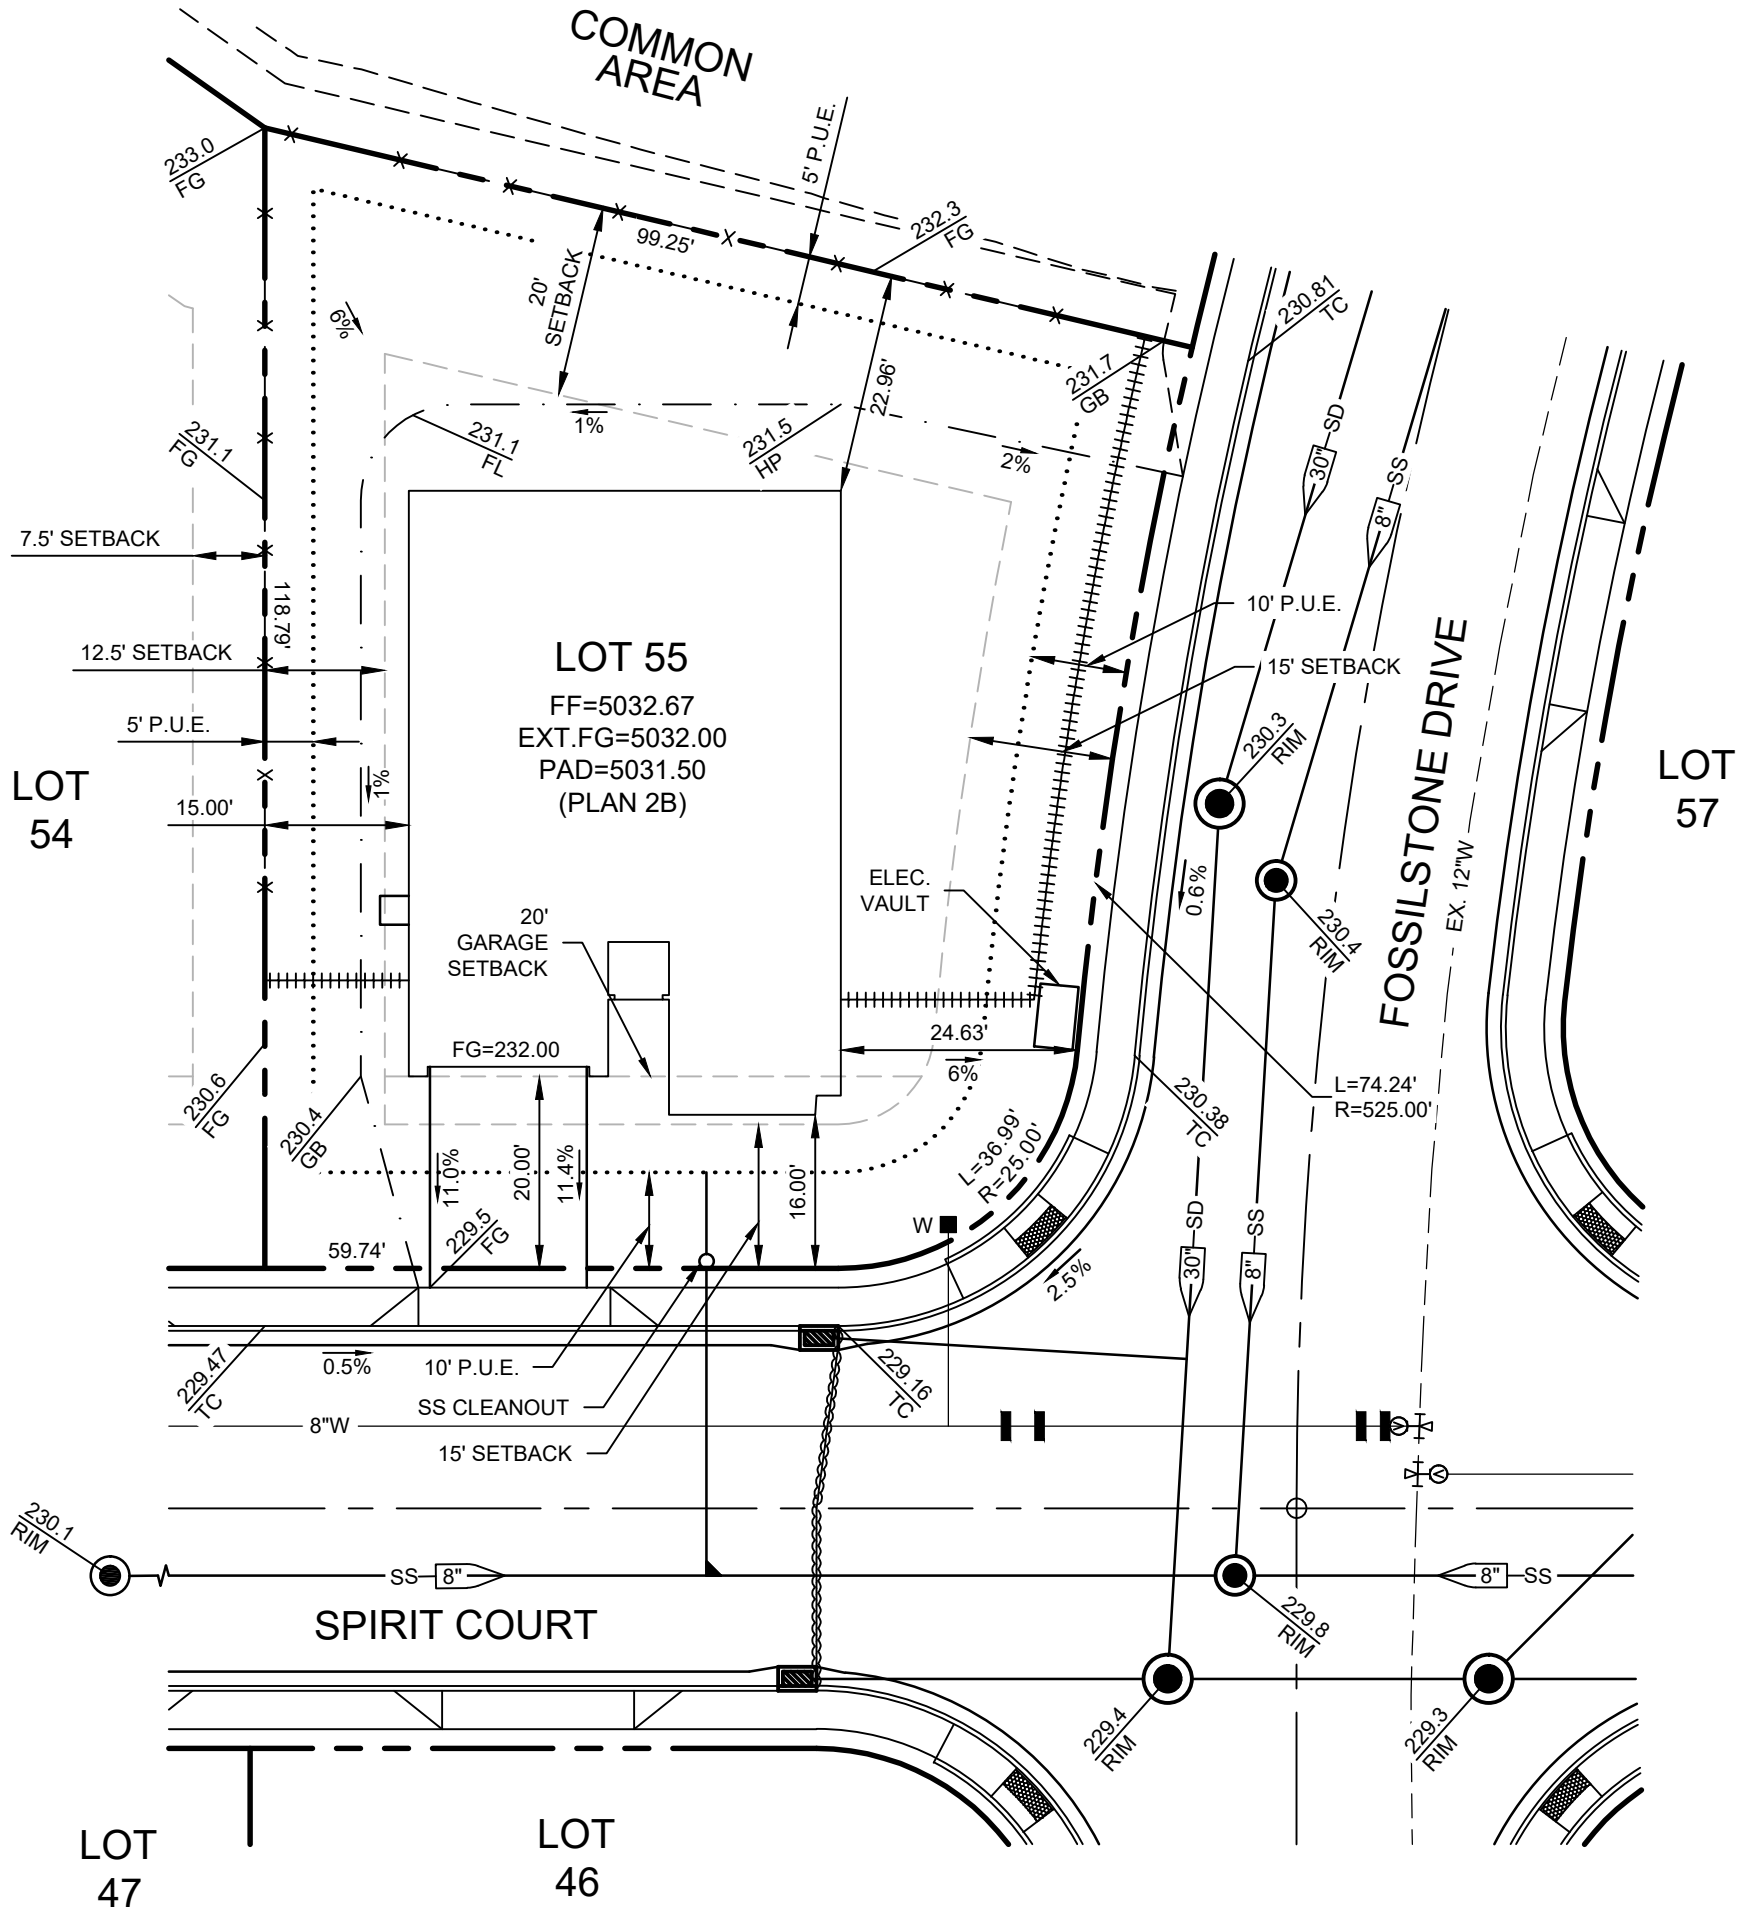 COMMON
AREA
5' P.U.E.
233.0
FG
99.25'
232.3
FG
20'
SETBACK
6%
230.81
TC
231.7
GB
22.96'
1%
231.1
FL
231.5
HP
2%
231.1
FG
30" SD
8" SS
7.5' SETBACK
118.79'
12.5' SETBACK
5' P.U.E.
1%
15.00'
LOT
54
LOT 55
FF=5032.67
EXT.FG=5032.00
PAD=5031.50
(PLAN 2B)
10' P.U.E.
15' SETBACK
230.3
RIM
FOSSILSTONE DRIVE
EX. 12"W
LOT
57
ELEC.
VAULT
0.6%
230.4
RIM
20'
GARAGE
SETBACK
FG=232.00
24.63'
6%
230.6
FG
230.4
GB
11.0%
20.00'
11.4%
16.00'
L=36.99'
R=25.00'
230.38
TC
L=74.24'
R=525.00'
229.5
FG
59.74'
W
2.5%
30" SD
8" SS
229.47
TC
0.5%
10' P.U.E.
SS CLEANOUT
15' SETBACK
229.16
TC
8"W
230.1
RIM
SS 8"
8" SS
SPIRIT COURT
229.8
RIM
229.4
RIM
229.3
RIM
LOT
47
LOT
46